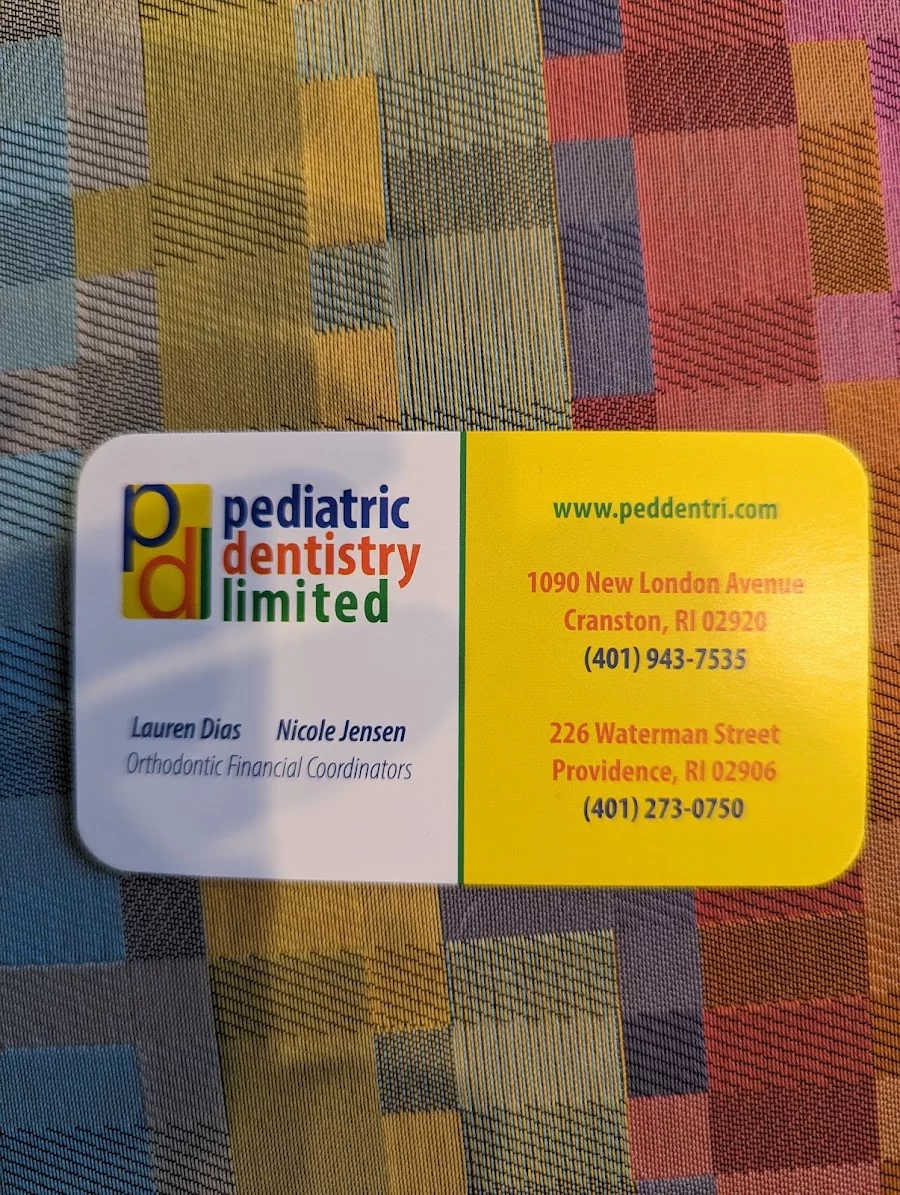 pd
pediatric
dentistry
limited
Lauren Dias Nicole Jensen
Orthodontic Financial Coordinators
www.peddentri.com
1090 New London Avenue
Cranston, RI 02920
(401) 943-7535
226 Waterman Street
Providence, RI 02906
(401) 273-0750